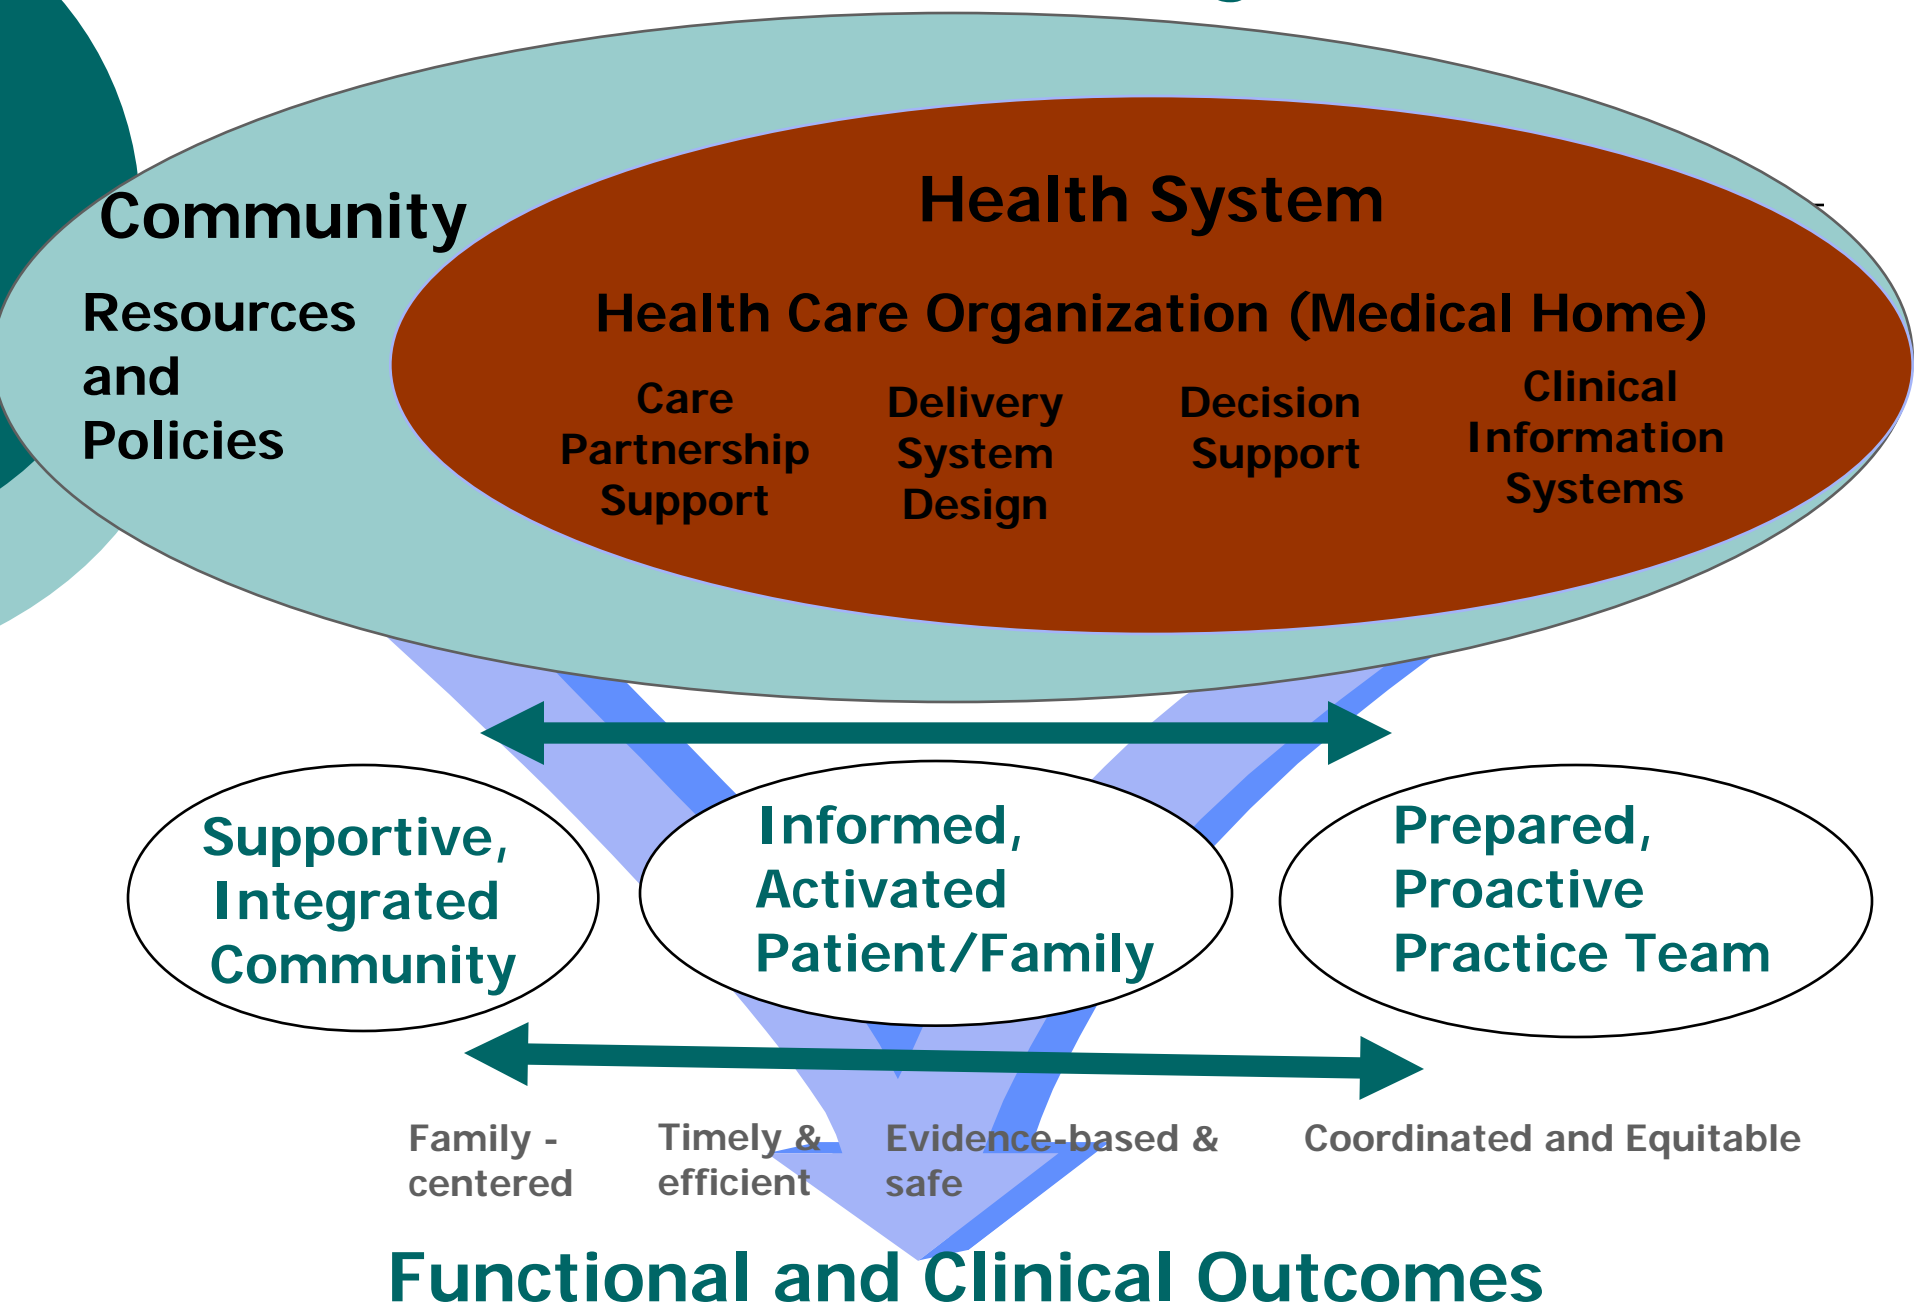 Community
Resources
and
Policies
Health System
Health Care Organization (Medical Home)
Care
Partnership
Support
Delivery
System
Design
Decision
Support
Clinical
Information
Systems
Supportive,
Integrated
Community
Informed,
Activated
Patient/Family
Prepared,
Proactive
Practice Team
Family -
centered
Timely &
efficient
Evidence-based &
safe
Coordinated and Equitable
Functional and Clinical Outcomes